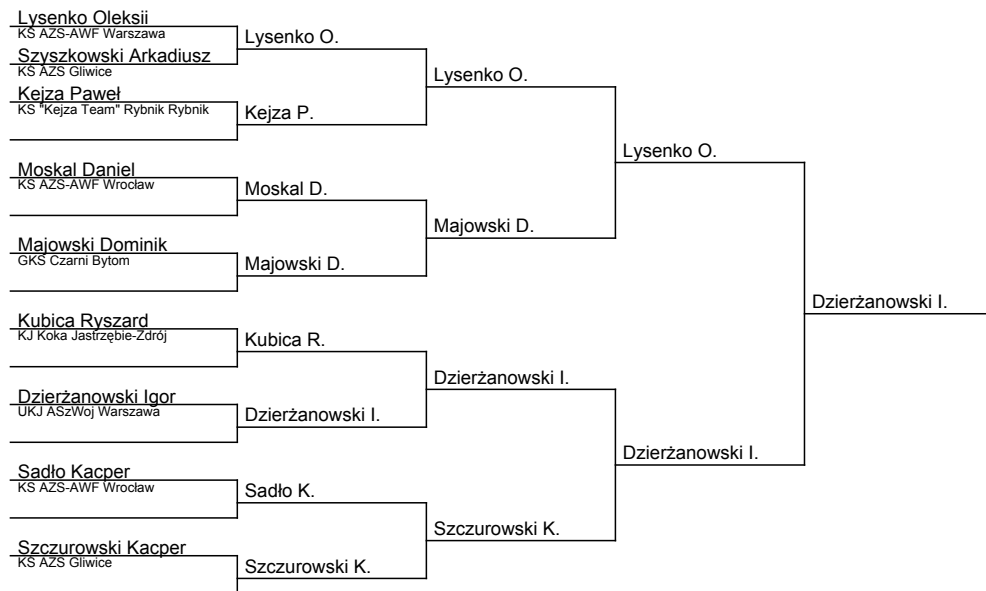 Lysenko Oleksii
KS AZS-AWF Warszawa
Szyszkowski Arkadiusz
KS AZS Gliwice
Kejza Paweł
KS "Kejza Team" Rybnik Rybnik
Moskal Daniel
KS AZS-AWF Wrocław
Majowski Dominik
GKS Czarni Bytom
Kubica Ryszard
KJ Koka Jastrzębie-Zdrój
Dzierżanowski Igor
UKJ ASzWoj Warszawa
Sadło Kacper
KS AZS-AWF Wrocław
Szczurowski Kacper
KS AZS Gliwice
Lysenko O.
Kejza P.
Moskal D.
Majowski D.
Kubica R.
Dzierżanowski I.
Sadło K.
Szczurowski K.
Lysenko O.
Majowski D.
Dzierżanowski I.
Szczurowski K.
Lysenko O.
Dzierżanowski I.
Dzierżanowski I.